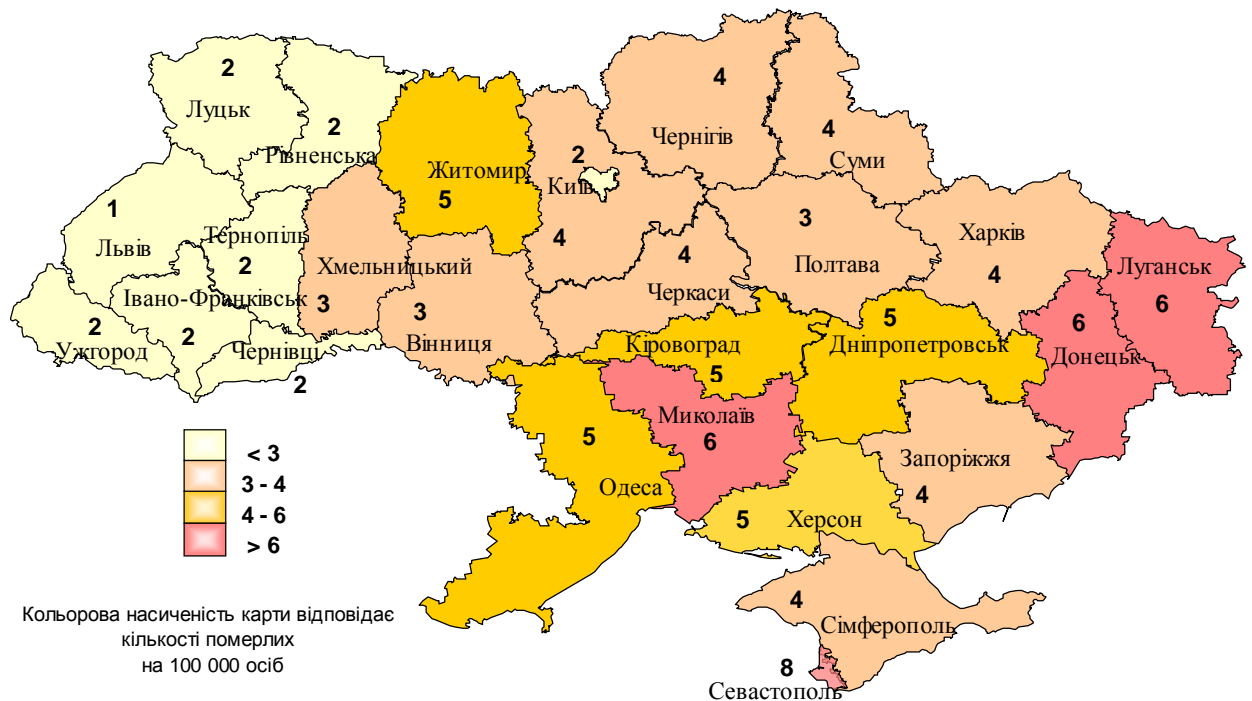 2
Луцьк
2
Рівненська
1
Львів
Тернопіль
2
Івано-Франківськ
2
2
Ужгород
Чернівці
2
Хмельницький
3
Житомир
5
3
Вінниця
2
Київ
4
4
Чернігів
4
Суми
4
Черкаси
3
Полтава
Харків
4
Луганськ
6
6
Донецьк
5
Дніпропетровськ
Кіровоград
5
Миколаїв
6
5
Одеса
5
Херсон
Запоріжжя
4
4
Сімферополь
8
Севастополь
< 3
3 - 4
4 - 6
> 6
Кольорова насиченість карти відповідає
кількості померлих
на 100 000 осіб